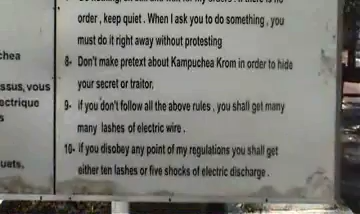 order , keep quiet . When I ask you to do something , you
must do it right away without protesting
8- Don't make pretext about Kampuchea Krom in order to hide
your secret or traitor.
9- if you don't follow all the above rules , you shall get many
many lashes of electric wire .
10- if you disobey any point of my regulations you shall get
either ten lashes or five shocks of electric discharge .
chea
ssus, vous
ectrique
s
uets.